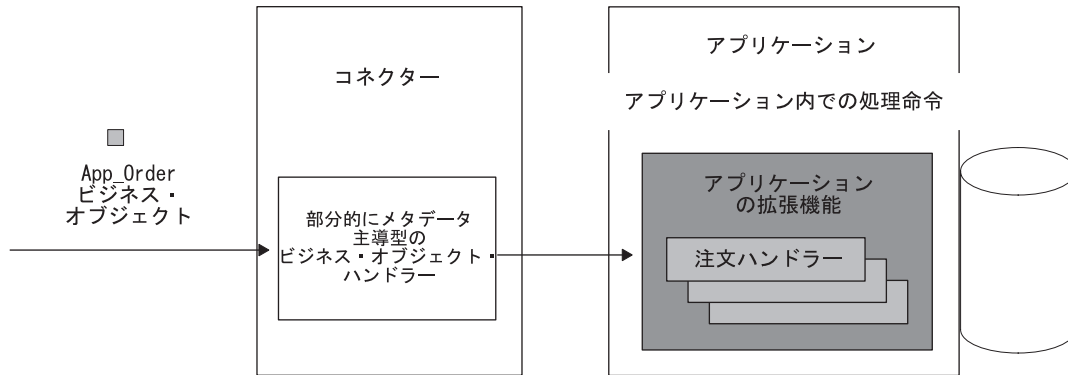 App_Order
ビジネス・
オブジェクト
コネクター
部分的にメタデータ
主導型の
ビジネス・オブジェクト・
ハンドラー
アプリケーション
アプリケーション内での処理命令
アプリケーション
の拡張機能
注文ハンドラー